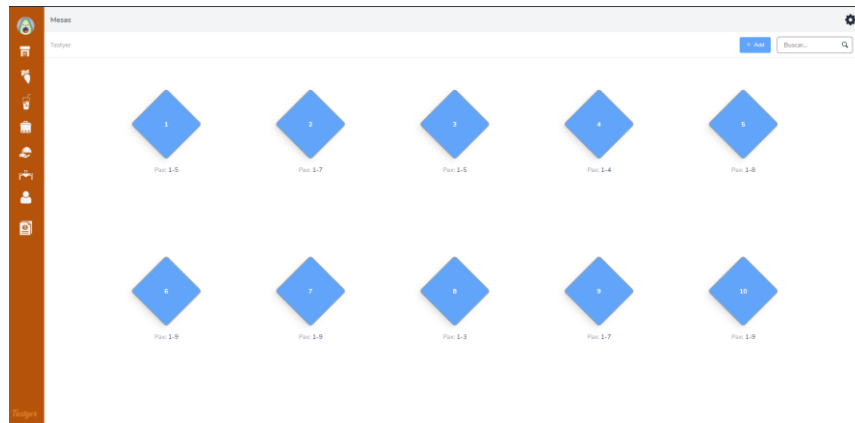 Mesas
Testyer
+ Add
Buscar...
1
2
3
4
5
Pax: 1-5
Pax: 1-7
Pax: 1-5
Pax: 1-4
Pax: 1-8
6
7
8
9
10
Pax: 1-9
Pax: 1-9
Pax: 1-3
Pax: 1-7
Pax: 1-9
Testyer